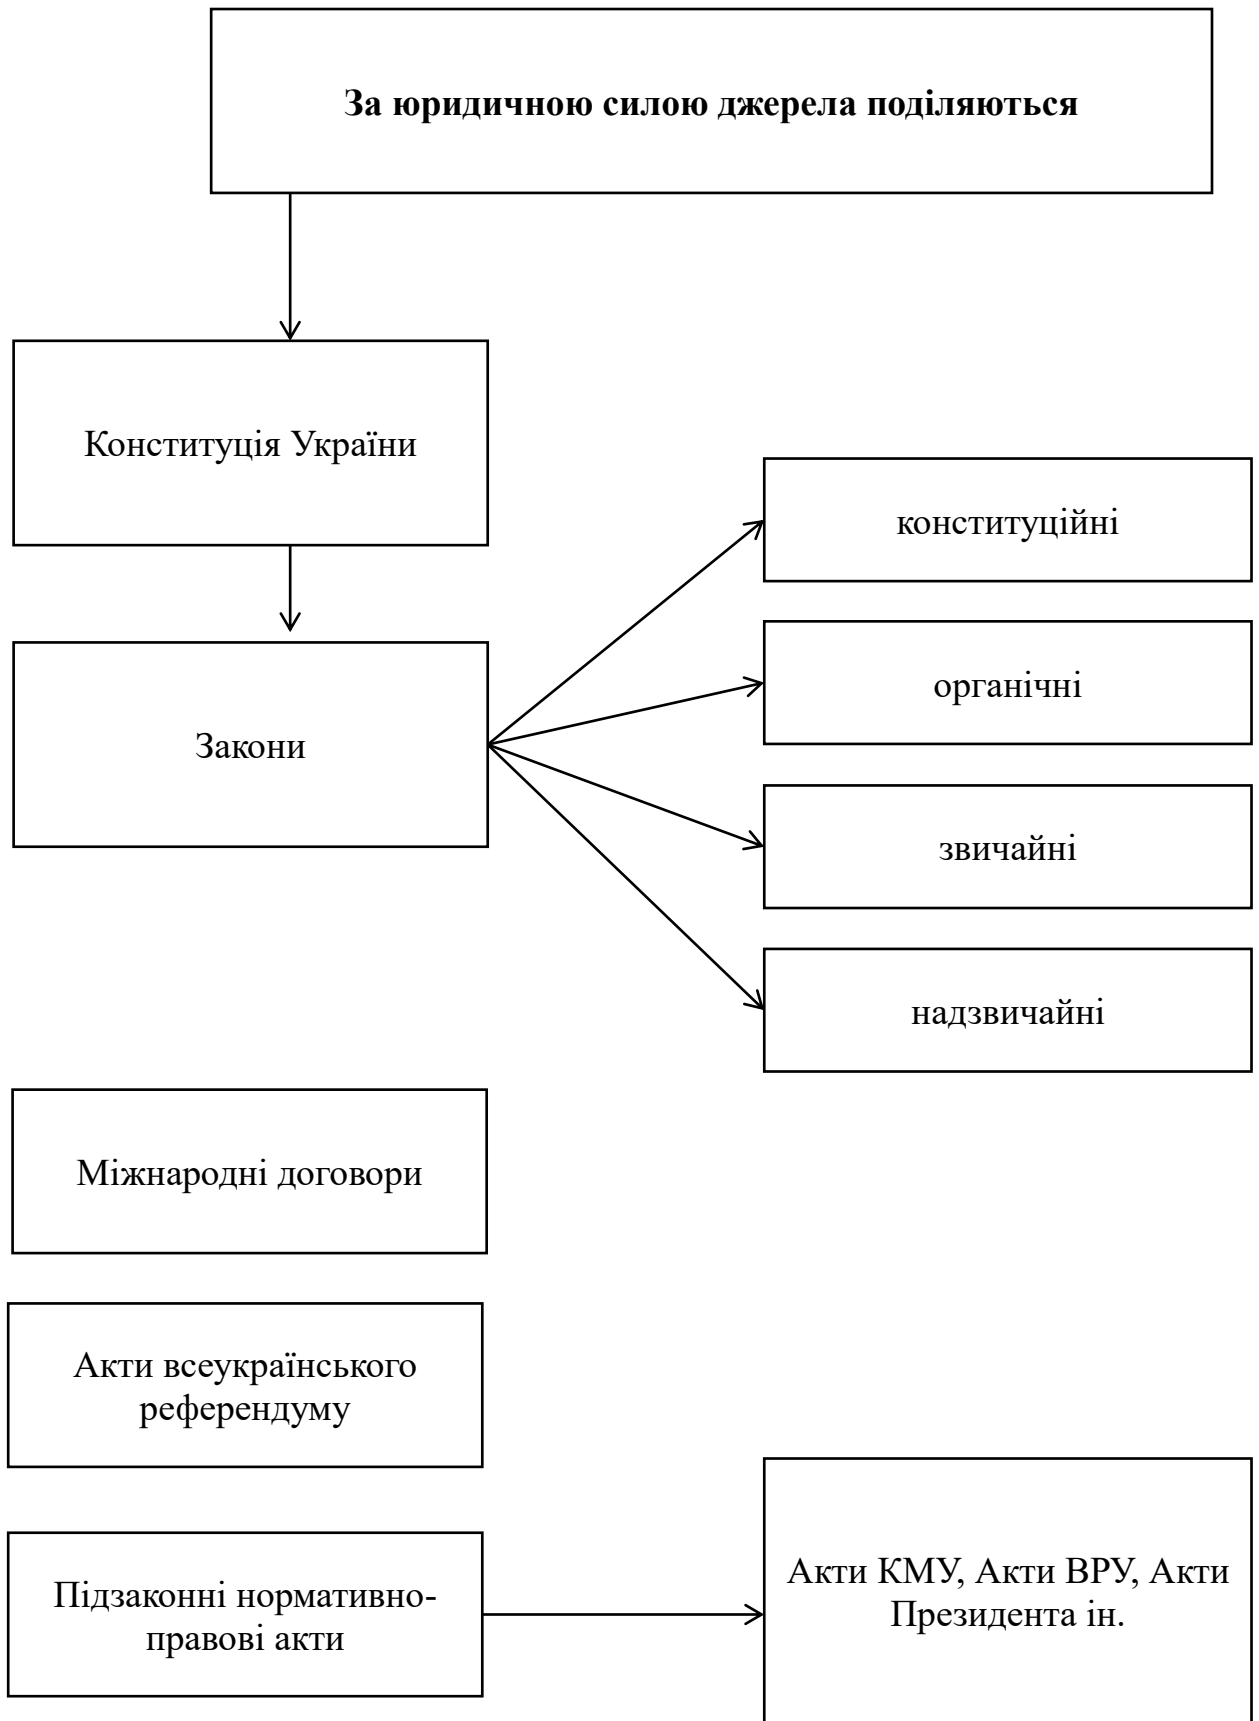 За юридичною силою джерела поділяються
Конституція України
Закони
конституційні
органічні
звичайні
надзвичайні
Міжнародні договори
Акти всеукраїнського
референдуму
Підзаконні нормативно-
правові акти
Акти КМУ, Акти ВРУ, Акти
Президента ін.